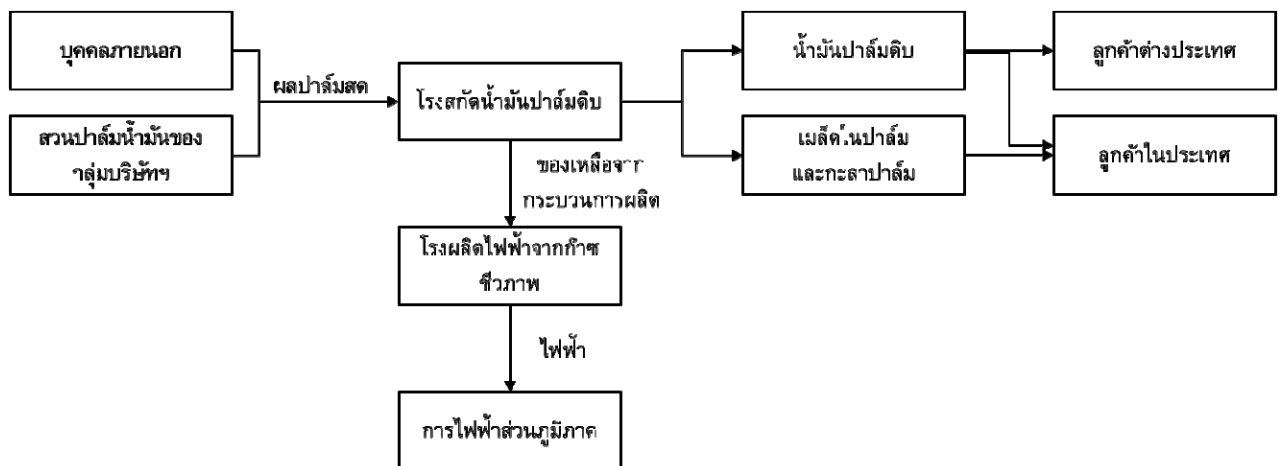 บุคคลภายนอก
สวนปาล์มน้ำมันของ
กลุ่มบริษัทฯ
ผลปาล์มสด
โรงสกัดน้ำมันปาล์มดิบ
น้ำมันปาล์มดิบ
เมล็ดในปาล์ม
และกะลาปาล์ม
ลูกค้าต่างประเทศ
ลูกค้าในประเทศ
ของเหลือจาก
กระบวนการผลิต
โรงผลิตไฟฟ้าจากก๊าซ
ชีวภาพ
ไฟฟ้า
การไฟฟ้าส่วนภูมิภาค